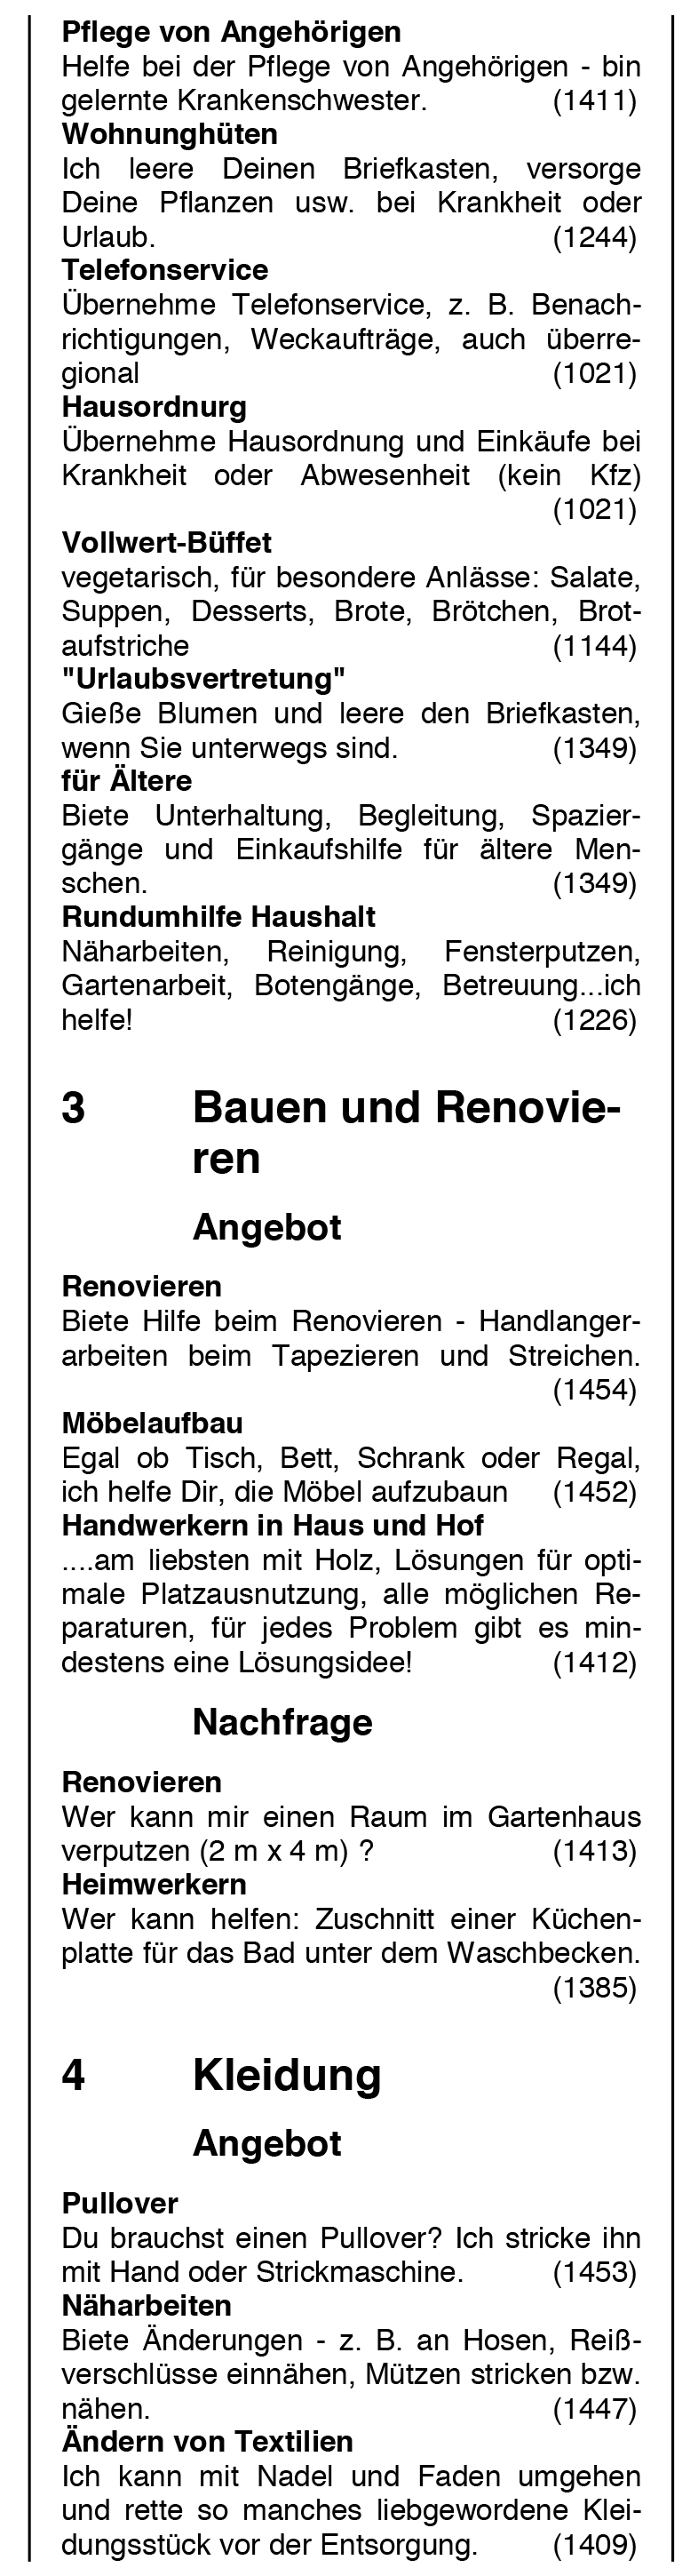 Pflege von Angehörigen
Helfe bei der Pflege von Angehörigen - bin
gelernte Krankenschwester. (1411)
Wohnunghüten
Ich leere Deinen Briefkasten, versorge
Deine Pflanzen usw. bei Krankheit oder
Urlaub. (1244)
Telefonservice
Übernehme Telefonservice, z. B. Benach-
richtigungen, Weckaufträge, auch überre-
gional (1021)
Hausordnurg
Übernehme Hausordnung und Einkäufe bei
Krankheit oder Abwesenheit (kein Kfz)
(1021)
Vollwert-Büffet
vegetarisch, für besondere Anlässe: Salate,
Suppen, Desserts, Brote, Brötchen, Brot-
aufstriche (1144)
"Urlaubsvertretung"
Gieße Blumen und leere den Briefkasten,
wenn Sie unterwegs sind. (1349)
für Ältere
Biete Unterhaltung, Begleitung, Spazier-
gänge und Einkaufshilfe für ältere Men-
schen. (1349)
Rundumhilfe Haushalt
Näharbeiten, Reinigung, Fensterputzen,
Gartenarbeit, Botengänge, Betreuung...ich
helfe! (1226)
3 Bauen und Renovie-
ren
Angebot
Renovieren
Biete Hilfe beim Renovieren - Handlanger-
arbeiten beim Tapezieren und Streichen.
(1454)
Möbelaufbau
Egal ob Tisch, Bett, Schrank oder Regal,
ich helfe Dir, die Möbel aufzubaun (1452)
Handwerkern in Haus und Hof
....am liebsten mit Holz, Lösungen für opti-
male Platzausnutzung, alle möglichen Re-
paraturen, für jedes Problem gibt es min-
destens eine Lösungsidee! (1412)
Nachfrage
Renovieren
Wer kann mir einen Raum im Gartenhaus
verputzen (2 m x 4 m) ? (1413)
Heimwerkern
Wer kann helfen: Zuschnitt einer Küchen-
platte für das Bad unter dem Waschbecken.
(1385)
4 Kleidung
Angebot
Pullover
Du brauchst einen Pullover? Ich stricke ihn
mit Hand oder Strickmaschine. (1453)
Näharbeiten
Biete Änderungen - z. B. an Hosen, Reiß-
verschlüsse einnähen, Mützen stricken bzw.
nähen. (1447)
Ändern von Textilien
Ich kann mit Nadel und Faden umgehen
und rette so manches liebgewordene Klei-
dungsstück vor der Entsorgung. (1409)